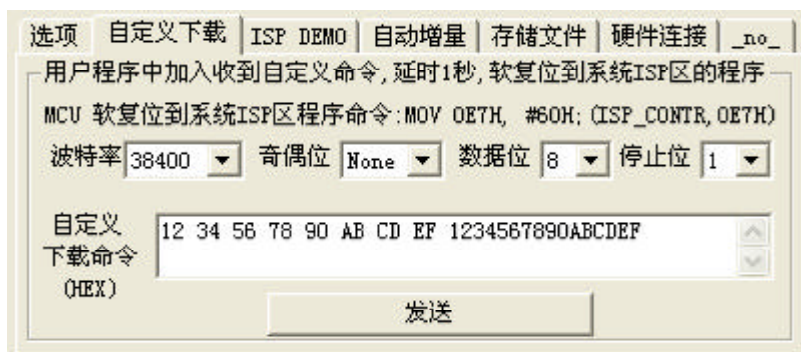 选项 自定义下载 ISP DEMO 自动增量 存储文件 硬件连接 _no_
用户程序中加入收到自定义命令,延时1秒,软复位到系统ISP区的程序
MCU 软复位到系统ISP区程序命令:MOV 0E7H, #60H; (ISP_CONTR,0E7H)
波特率 38400 奇偶位 None 数据位 8 停止位 1
自定义
下载命令
(HEX)
12 34 56 78 90 AB CD EF 1234567890ABCDEF
发送